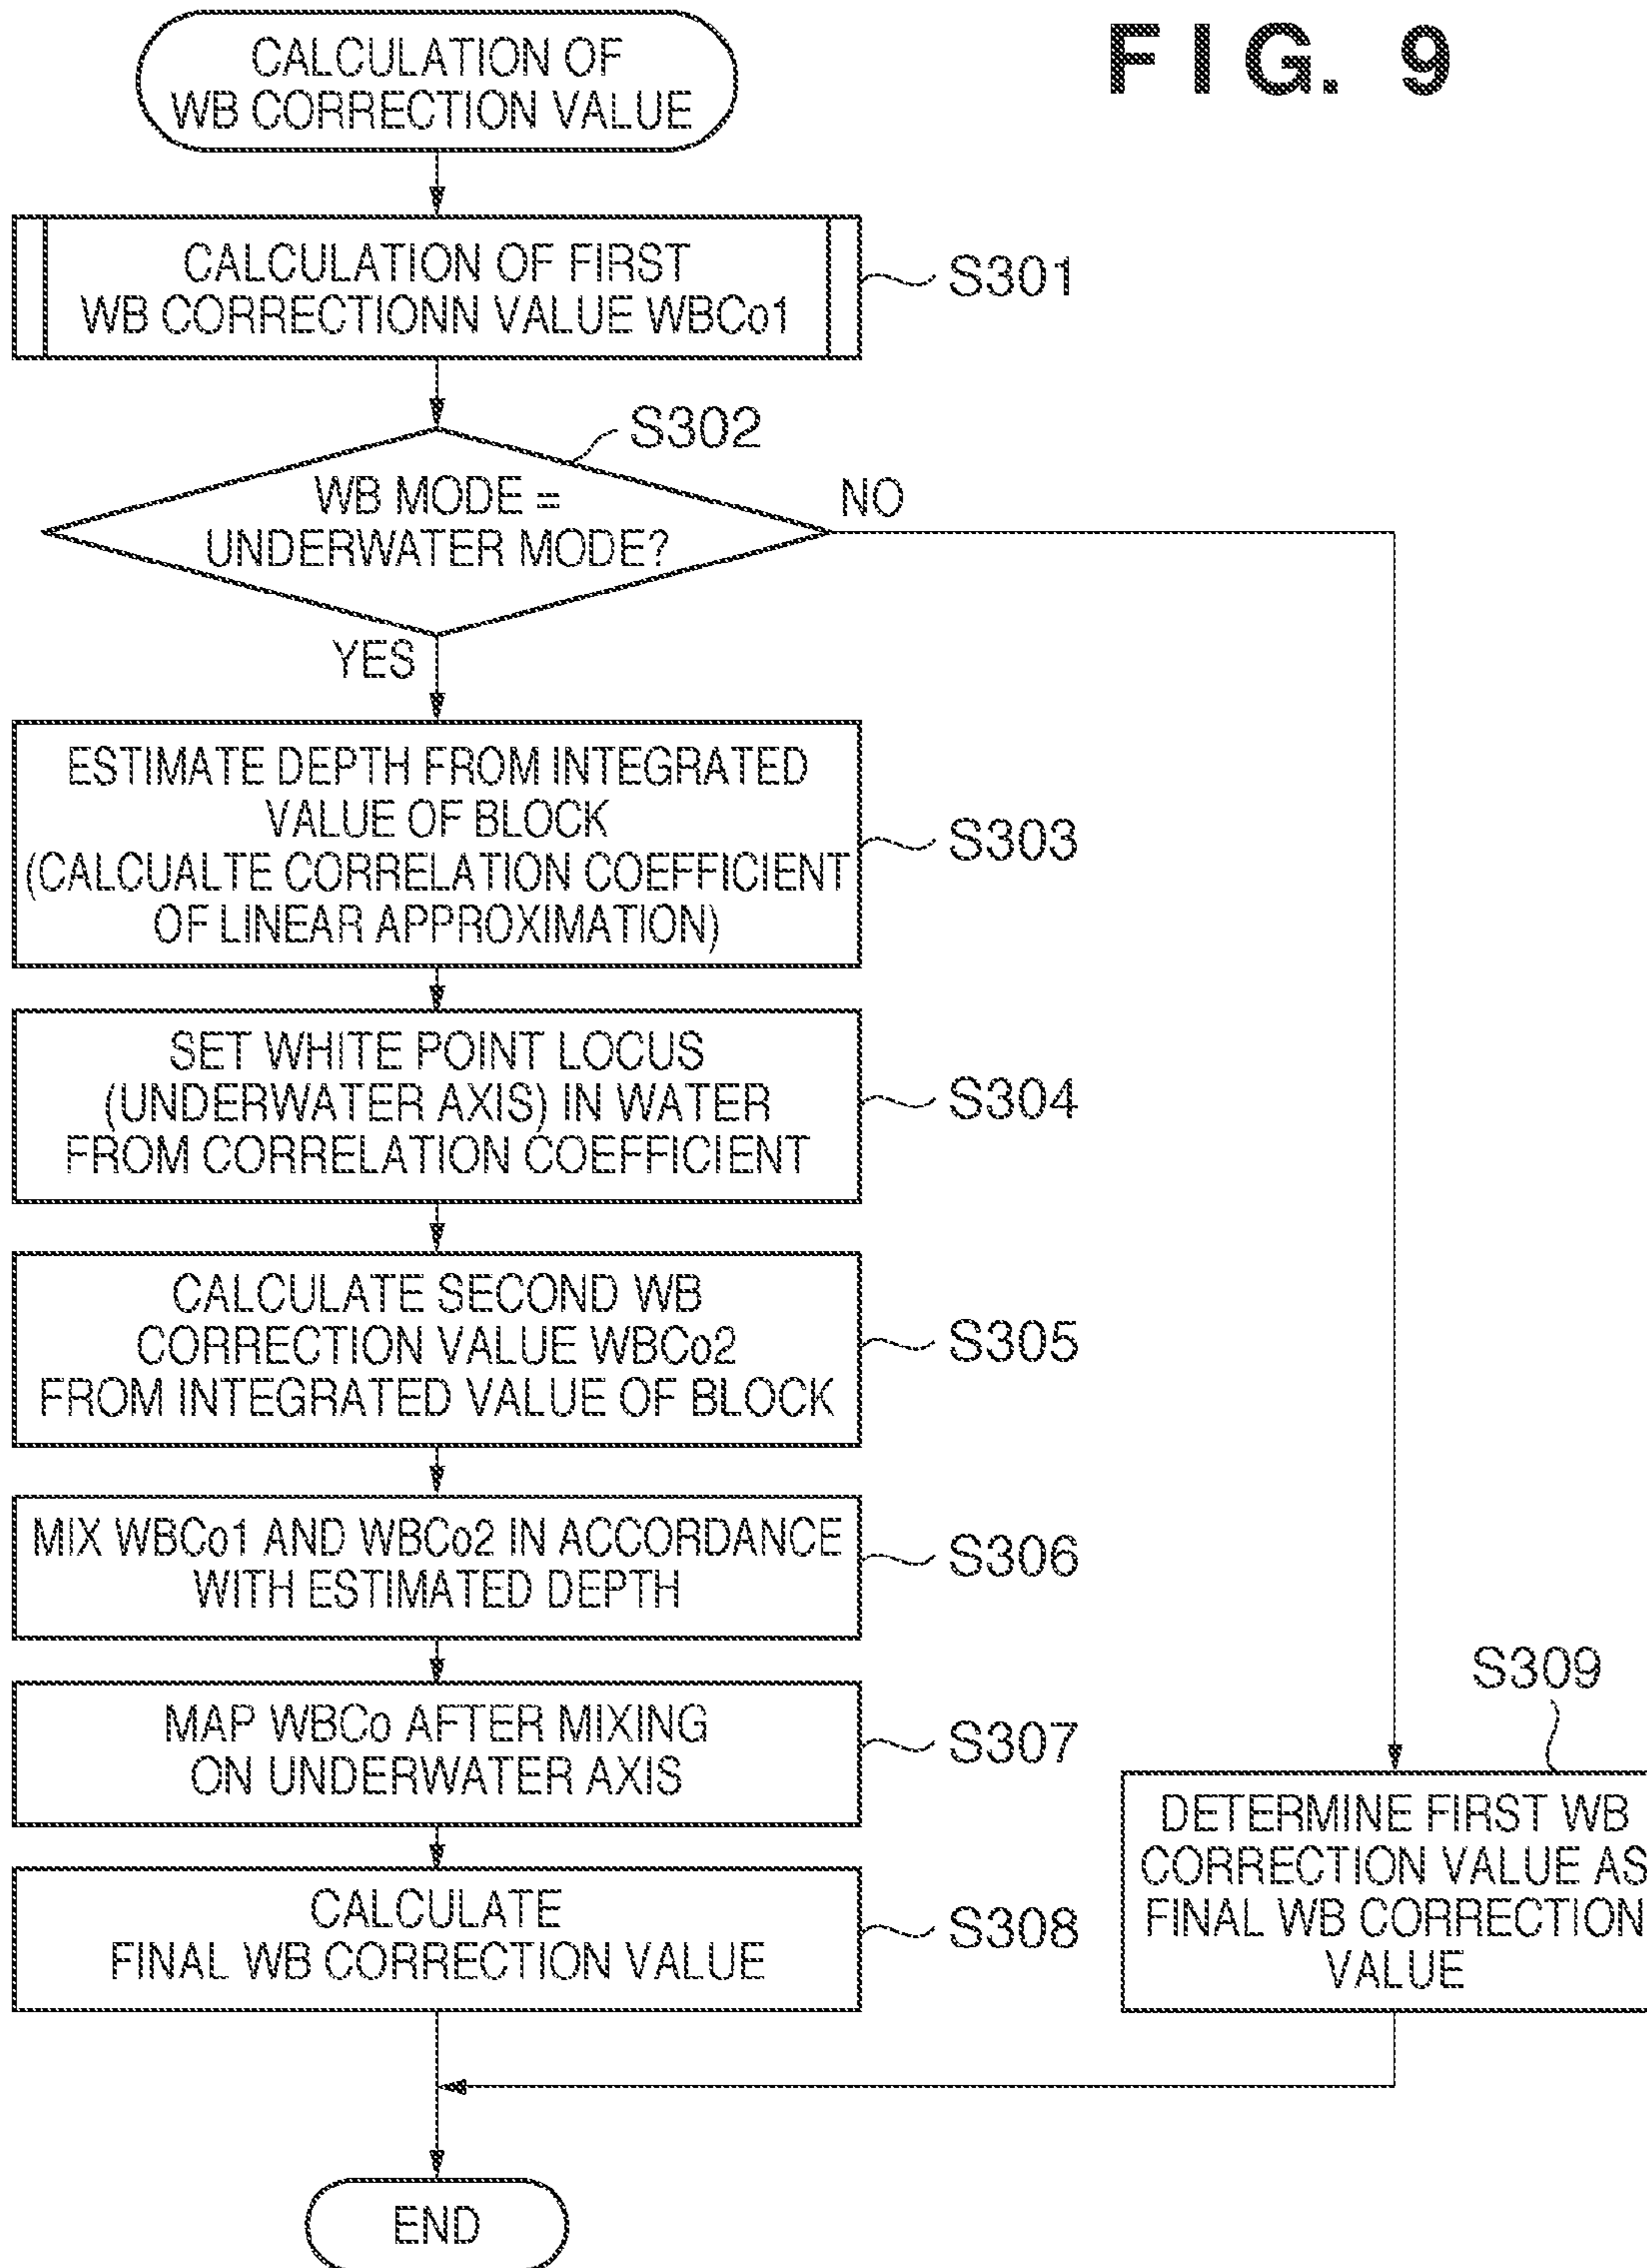 FIG. 9
CALCULATION OF
WB CORRECTION VALUE
CALCULATION OF FIRST
WB CORRECTIONN VALUE WBCo1
S301
S302
WB MODE =
UNDERWATER MODE?
NO
YES
ESTIMATE DEPTH FROM INTEGRATED
VALUE OF BLOCK
(CALCUALTE CORRELATION COEFFICIENT
OF LINEAR APPROXIMATION)
S303
SET WHITE POINT LOCUS
(UNDERWATER AXIS) IN WATER
FROM CORRELATION COEFFICIENT
S304
CALCULATE SECOND WB
CORRECTION VALUE WBCo2
FROM INTEGRATED VALUE OF BLOCK
S305
MIX WBCo1 AND WBCo2 IN ACCORDANCE
WITH ESTIMATED DEPTH
S306
MAP WBCo AFTER MIXING
ON UNDERWATER AXIS
S307
CALCULATE
FINAL WB CORRECTION VALUE
S308
S309
DETERMINE FIRST WB
CORRECTION VALUE AS
FINAL WB CORRECTION
VALUE
END